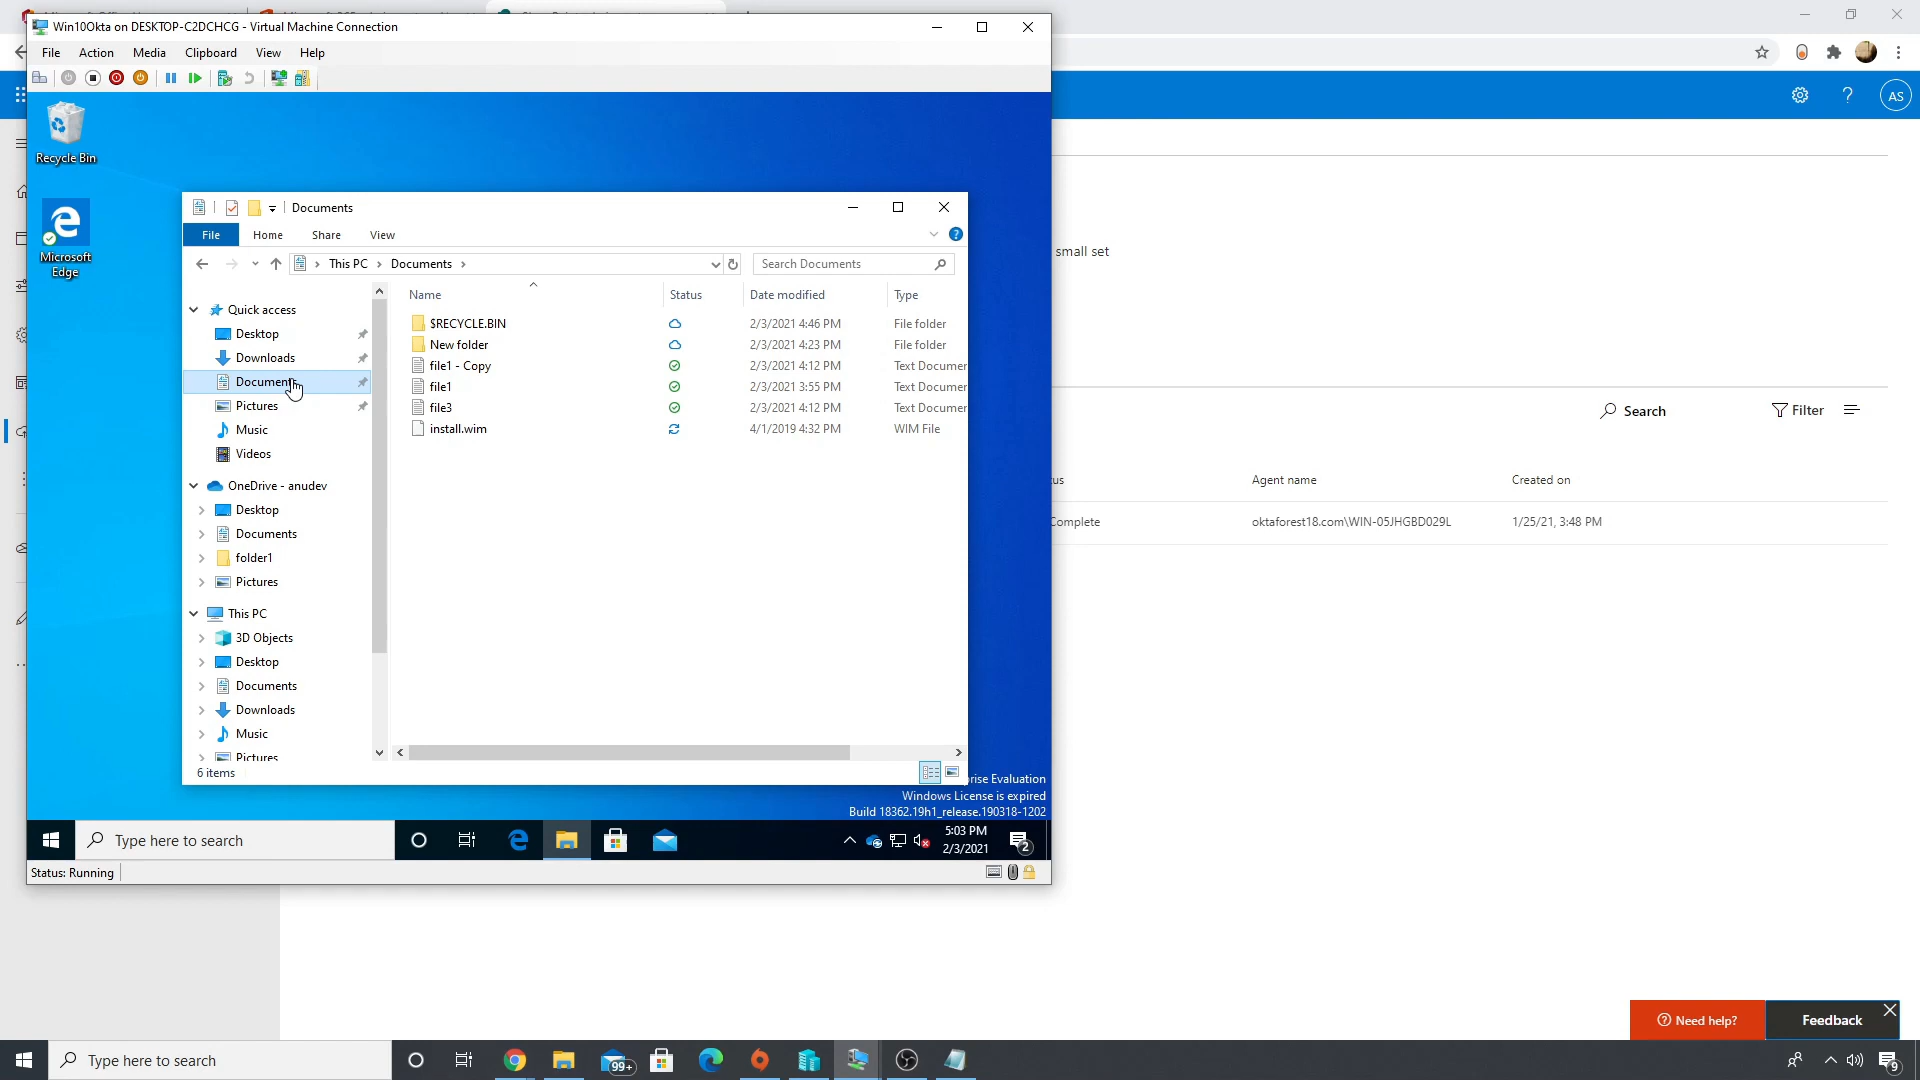 Win10Okta on DESKTOP-C2DCHCG - Virtual Machine Connection
File Action Media Clipboard View Help
AS
Recycle Bin
Microsoft
Edge
Documents
File Home Share View
This PC Documents
Search Documents
Name Status Date modified Type
Quick access
Desktop
Downloads
Documents
Pictures
Music
Videos
OneDrive - anudev
Desktop
Documents
folder1
Pictures
This PC
3D Objects
Desktop
Documents
Downloads
Music
Pictures
$RECYCLE.BIN 2/3/2021 4:46 PM File folder
New folder 2/3/2021 4:23 PM File folder
file1 - Copy 2/3/2021 4:12 PM Text Documer
file1 2/3/2021 3:55 PM Text Documer
file3 2/3/2021 4:12 PM Text Documer
install.wim 4/1/2019 4:32 PM WIM File
6 items
prise Evaluation
Windows License is expired
Build 18362.19h1_release.190318-1202
Type here to search
5:03 PM
2/3/2021
2
Status: Running
small set
Search Filter
Agent name Created on
Complete oktaforest18.com\WIN-05JHGBD029L 1/25/21, 3:48 PM
Need help? Feedback
Type here to search
99+
9